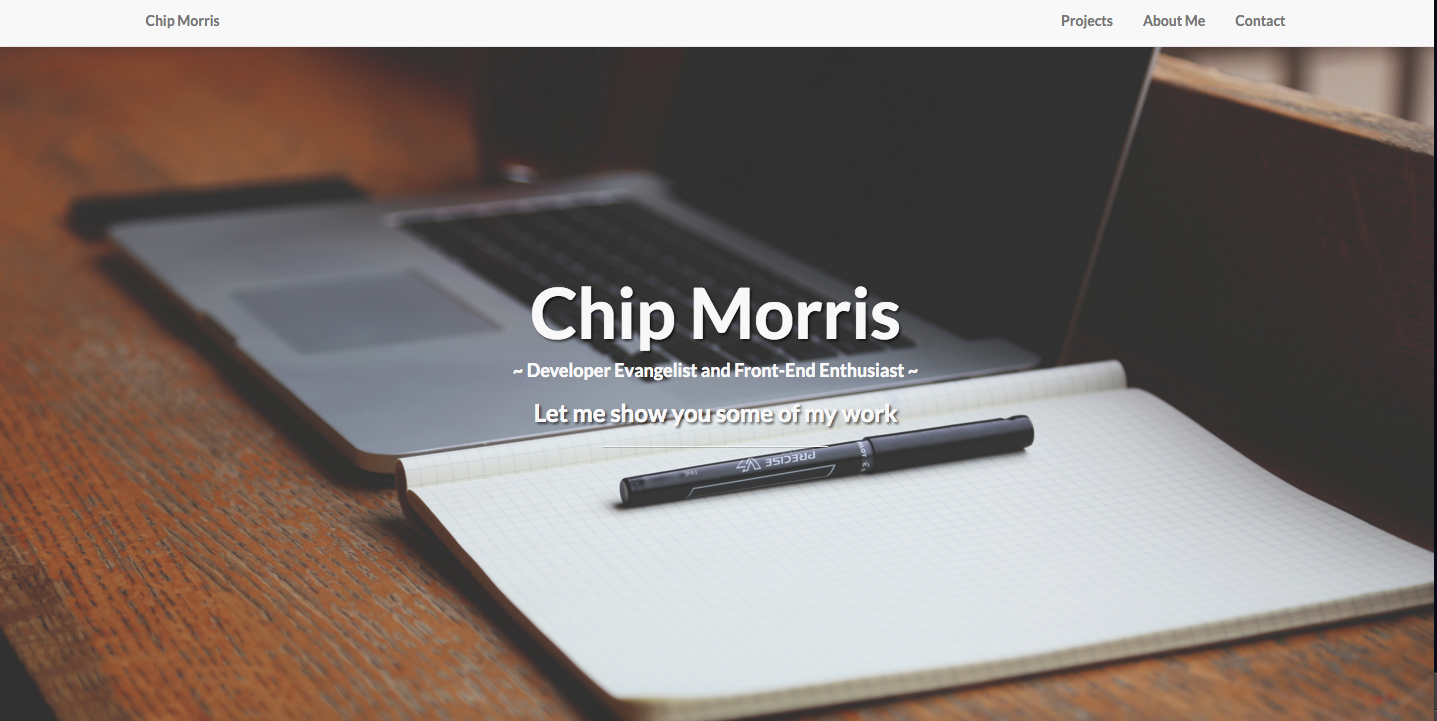 Chip Morris
Projects
About Me
Contact
Chip Morris
~ Developer Evangelist and Front-End Enthusiast ~
Let me show you some of my work
PRECISE V7